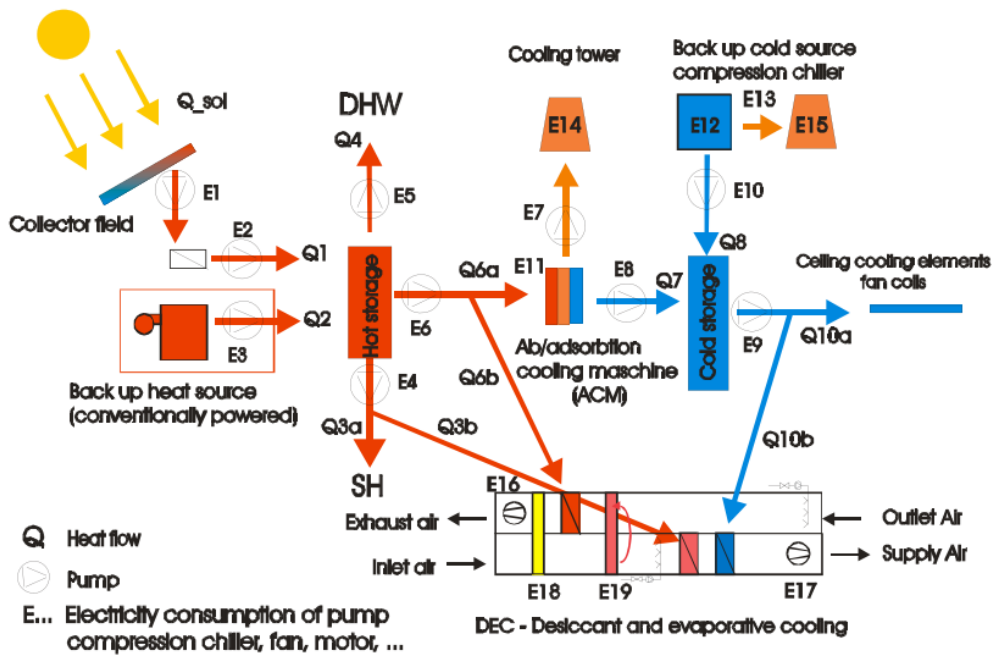 Q_sol
Collector field
E1
E2
Q1
Q2
E3
Back up heat source
(conventionally powered)
DHW
Q4
E5
Hot storage
E6
E4
Q3a
Q3b
SH
Q6a
Q6b
Cooling tower
E14
E7
E11
Ab/adsorbtion
cooling maschine
(ACM)
E8
Q7
Back up cold source
compression chiller
E12
E13
E15
E10
Q8
Cold storage
E9
Q10a
Q10b
Ceiling cooling elements
fan coils
E16
Exhaust air
Inlet air
Outlet Air
Supply Air
E18
E19
E17
DEC - Desiccant and evaporative cooling
Q Heat flow
Pump
E... Electricity consumption of pump
compression chiller, fan, motor, ...